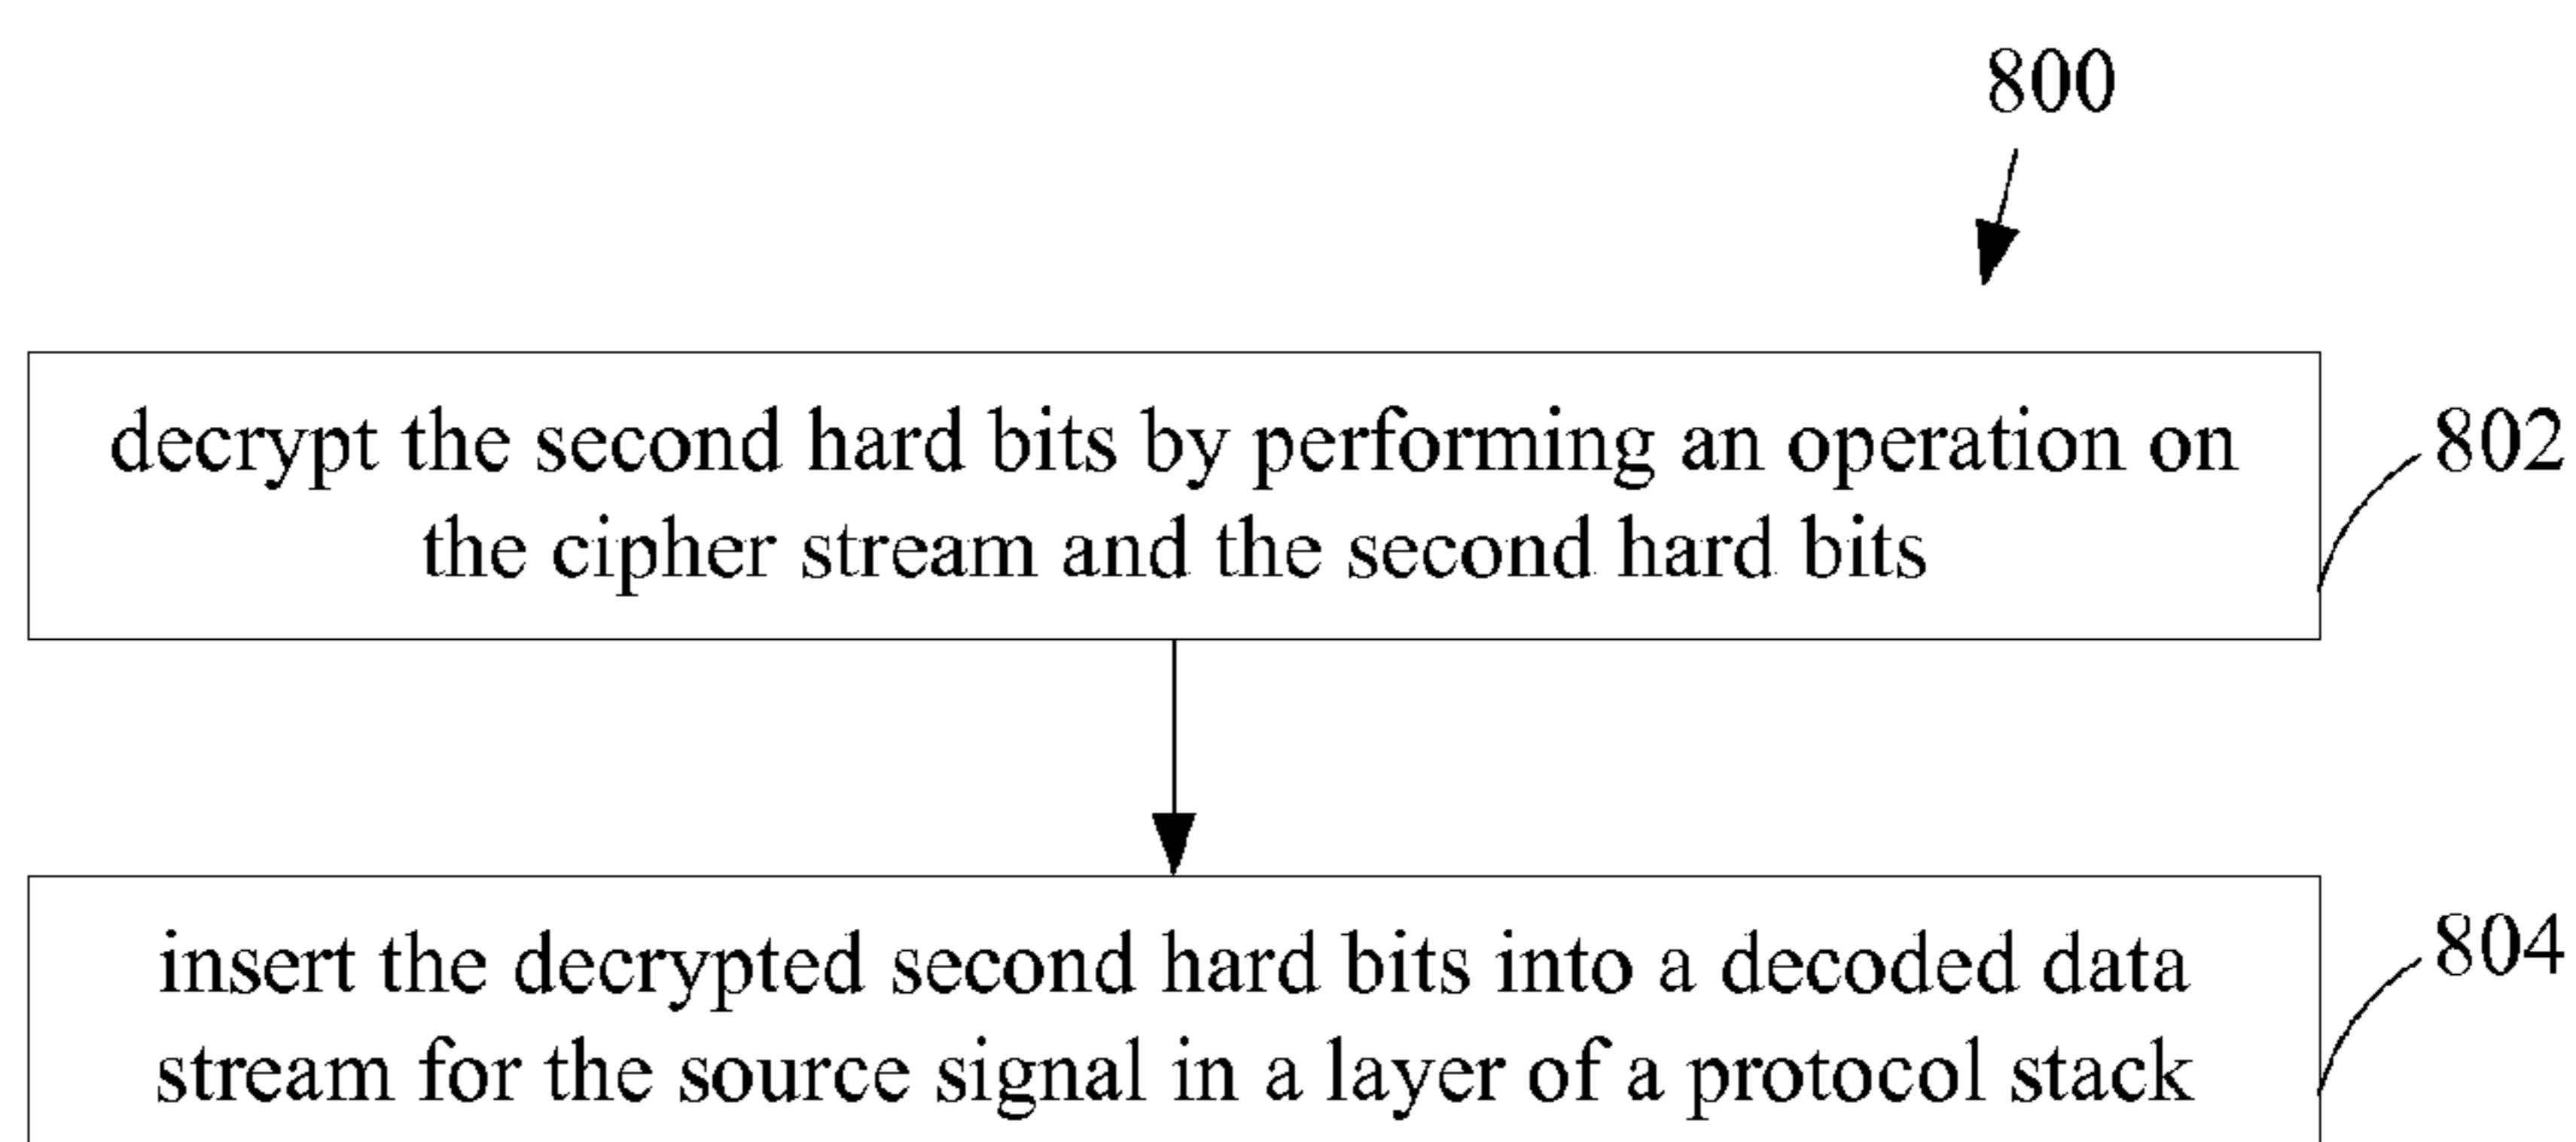 800
decrypt the second hard bits by performing an operation on
the cipher stream and the second hard bits
802
insert the decrypted second hard bits into a decoded data
stream for the source signal in a layer of a protocol stack
804